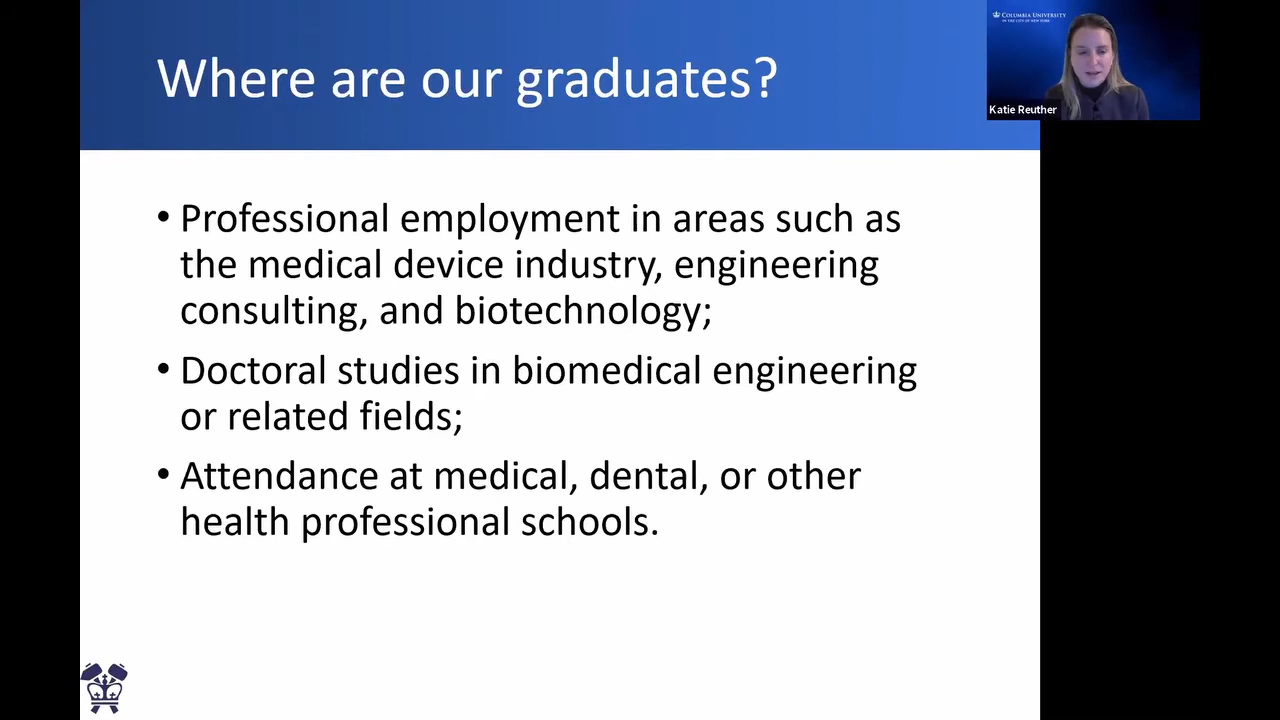 Where are our graduates?
COLUMBIA UNIVERSITY
IN THE CITY OF NEW YORK
Katie Reuther
• Professional employment in areas such as
the medical device industry, engineering
consulting, and biotechnology;
• Doctoral studies in biomedical engineering
or related fields;
• Attendance at medical, dental, or other
health professional schools.